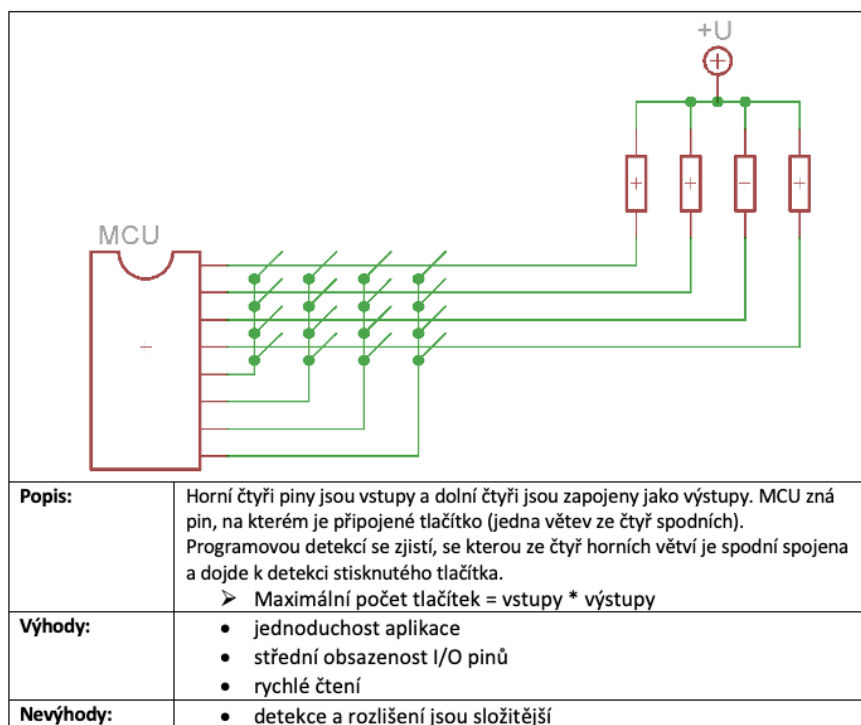 +U
MCU
Popis:
Horní čtyři piny jsou vstupy a dolní čtyři jsou zapojeny jako výstupy. MCU zná
pin, na kterém je připojené tlačítko (jedna větev ze čtyř spodních).
Programovou detekcí se zjistí, se kterou ze čtyř horních větví je spodní spojena
a dojde k detekci stisknutého tlačítka.
➢ Maximální počet tlačítek = vstupy * výstupy
Výhody:
• jednoduchost aplikace
• střední obsazenost I/O pinů
• rychlé čtení
Nevýhody:
• detekce a rozlišení jsou složitější